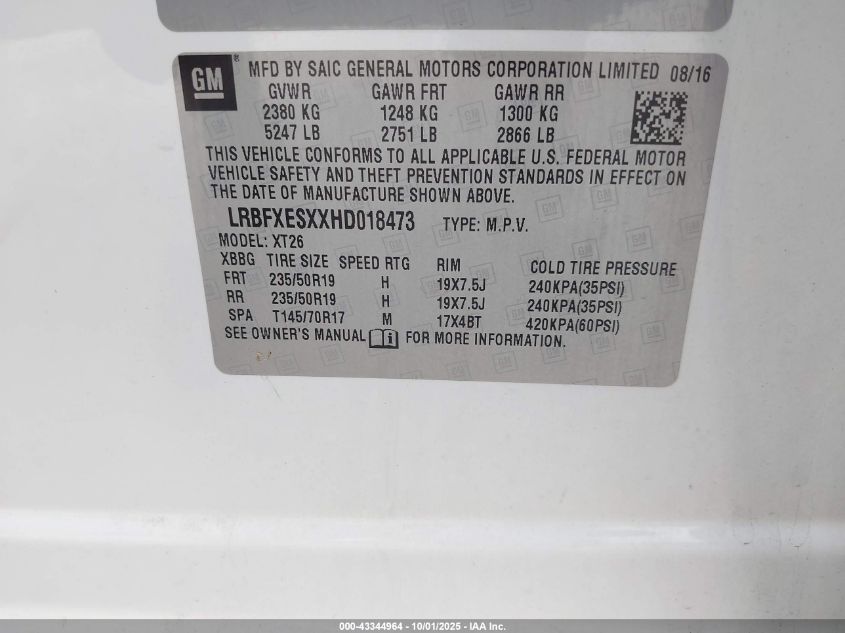 GM ® MFD BY SAIC GENERAL MOTORS CORPORATION LIMITED 08/16
GVWR GAWR FRT GAWR RR
2380 KG 1248 KG 1300 KG
5247 LB 2751 LB 2866 LB
THIS VEHICLE CONFORMS TO ALL APPLICABLE U.S. FEDERAL MOTOR
VEHICLE SAFETY AND THEFT PREVENTION STANDARDS IN EFFECT ON
THE DATE OF MANUFACTURE SHOWN ABOVE.
LRBFXESXXHD018473 TYPE: M.P.V.
MODEL: XT26
XBBG TIRE SIZE SPEED RTG RIM COLD TIRE PRESSURE
FRT 235/50R19 H 19X7.5J 240KPA(35PSI)
RR 235/50R19 H 19X7.5J 240KPA(35PSI)
SPA T145/70R17 M 17X4BT 420KPA(60PSI)
SEE OWNER'S MANUAL FOR MORE INFORMATION.
000-43344964 - 10/01/2025 - IAA Inc.